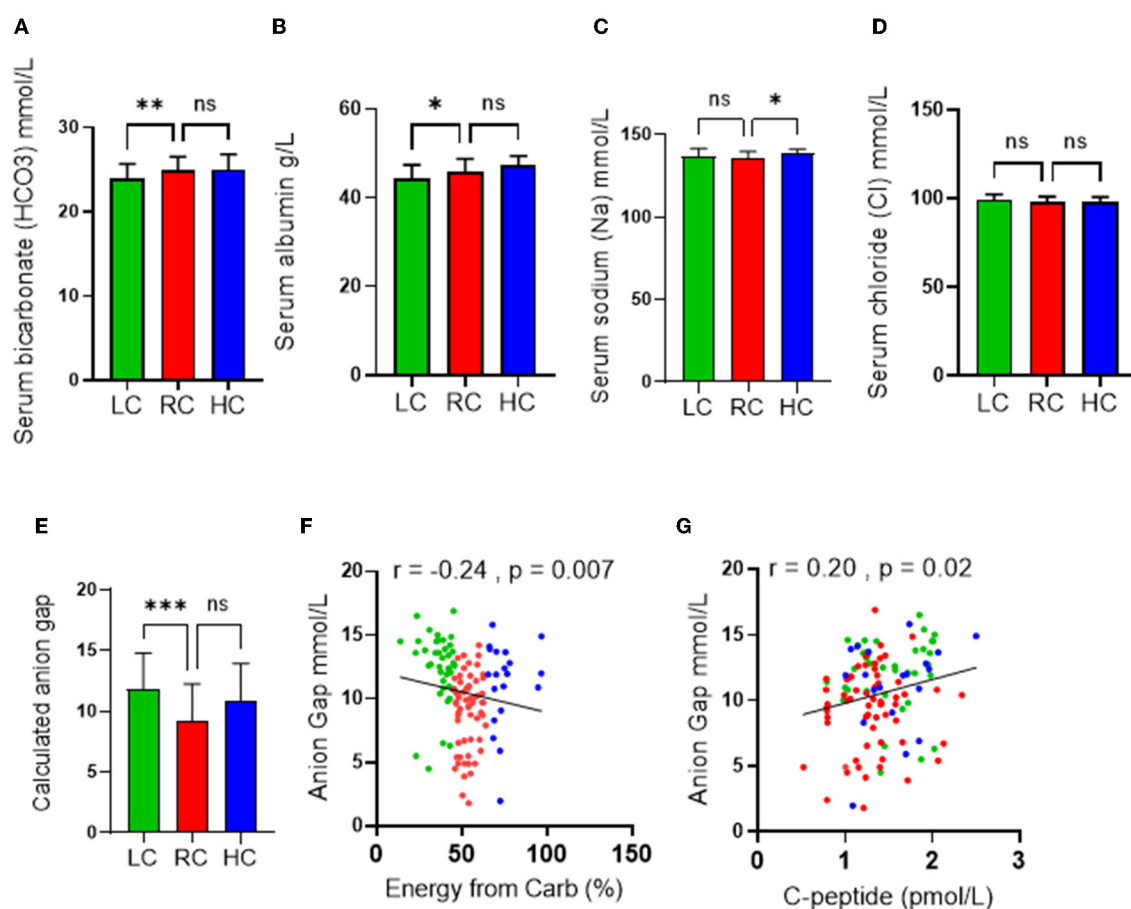 A
Serum bicarbonate (HCO3) mmol/L
** ns
30
20
10
0
LC RC HC
B
Serum albumin g/L
* ns
60
40
20
0
LC RC HC
C
Serum sodium (Na) mmol/L
ns *
150
100
50
0
LC RC HC
D
Serum chloride (Cl) mmol/L
ns ns
150
100
50
0
LC RC HC
E
Calculated anion gap
*** ns
20
15
10
5
0
LC RC HC
F
r = -0.24 , p = 0.007
Anion Gap mmol/L
20
15
10
5
0
0 50 100 150
Energy from Carb (%)
G
r = 0.20 , p = 0.02
Anion Gap mmol/L
20
15
10
5
0
0 1 2 3
C-peptide (pmol/L)